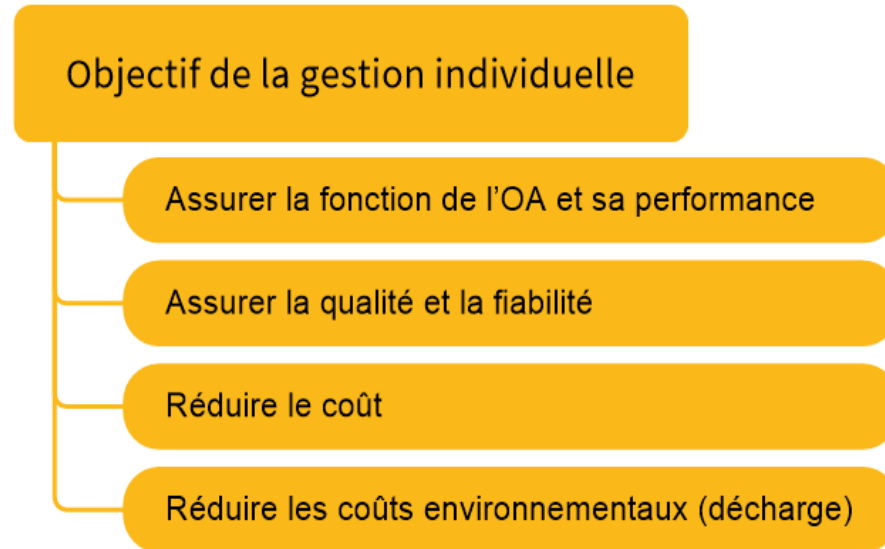 Objectif de la gestion individuelle
Assurer la fonction de l'OA et sa performance
Assurer la qualité et la fiabilité
Réduire le coût
Réduire les coûts environnementaux (décharge)